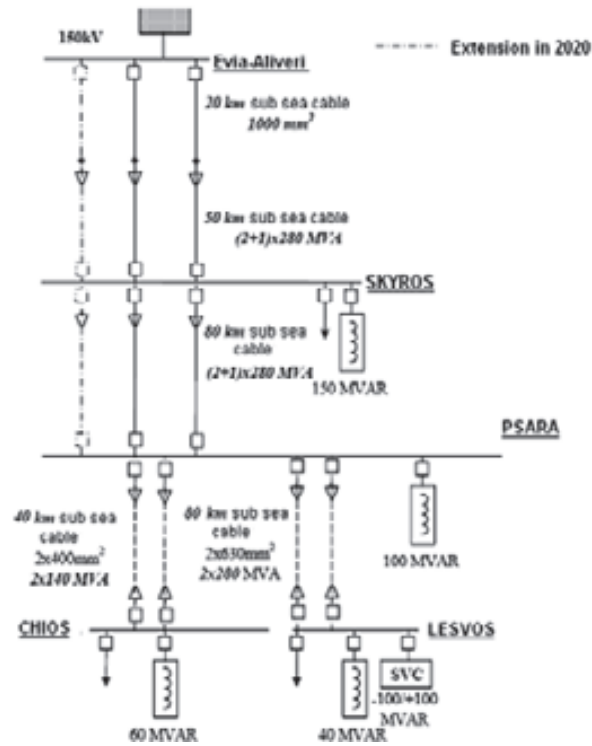 150kV
Extension in 2020
Evia-Aliveri
20 km sub sea cable
1000 mm²
50 km sub sea cable
(2+1)x280 MVA
SKYROS
80 km sub sea
cable
(2+1)x280 MVA
150 MVAR
PSARA
40 km sub sea
cable
2x400mm²
2x140 MVA
80 km sub sea
cable
2x630mm²
2x200 MVA
100 MVAR
CHIOS
LESVOS
SVC
-100/+100
MVAR
60 MVAR
40 MVAR